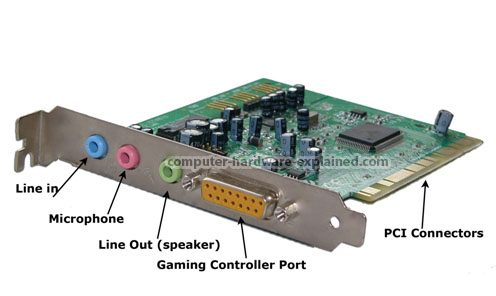 computer-hardware-explained.com
Line in
Microphone
Line Out (speaker)
Gaming Controller Port
PCI Connectors